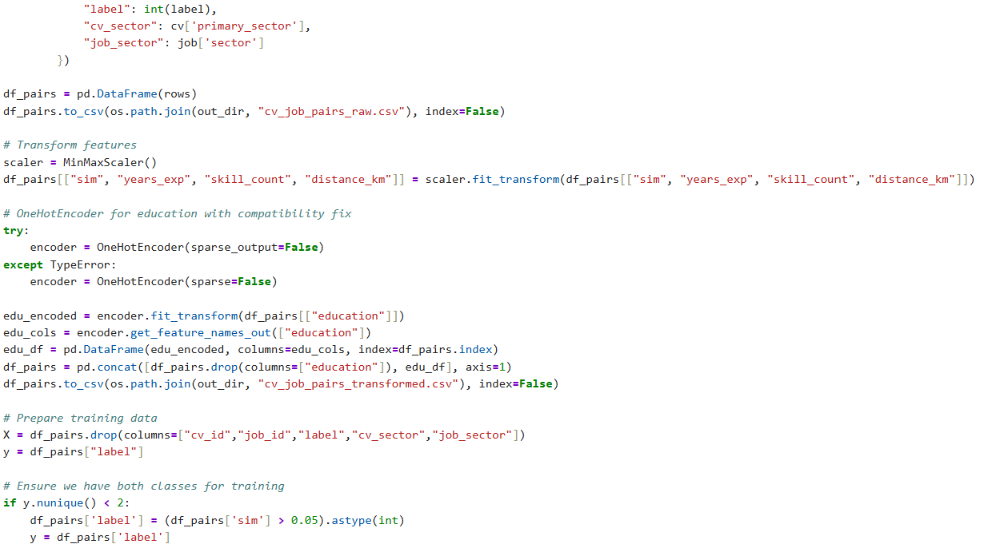 "label": int(label),
            "cv_sector": cv['primary_sector'],
            "job_sector": job['sector']
        })

df_pairs = pd.DataFrame(rows)
df_pairs.to_csv(os.path.join(out_dir, "cv_job_pairs_raw.csv"), index=False)

# Transform features
scaler = MinMaxScaler()
df_pairs[["sim", "years_exp", "skill_count", "distance_km"]] = scaler.fit_transform(df_pairs[["sim", "years_exp", "skill_count", "distance_km"]])

# OneHotEncoder for education with compatibility fix
try:
    encoder = OneHotEncoder(sparse_output=False)
except TypeError:
    encoder = OneHotEncoder(sparse=False)

edu_encoded = encoder.fit_transform(df_pairs[["education"]])
edu_cols = encoder.get_feature_names_out(["education"])
edu_df = pd.DataFrame(edu_encoded, columns=edu_cols, index=df_pairs.index)
df_pairs = pd.concat([df_pairs.drop(columns=["education"]), edu_df], axis=1)
df_pairs.to_csv(os.path.join(out_dir, "cv_job_pairs_transformed.csv"), index=False)

# Prepare training data
X = df_pairs.drop(columns=["cv_id","job_id","label","cv_sector","job_sector"])
y = df_pairs["label"]

# Ensure we have both classes for training
if y.nunique() < 2:
    df_pairs['label'] = (df_pairs['sim'] > 0.05).astype(int)
    y = df_pairs['label']